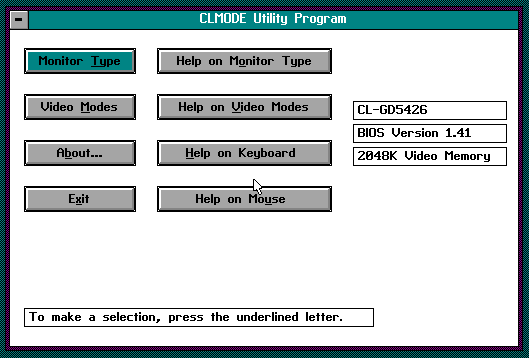 CLMODE Utility Program
Monitor Type
Help on Monitor Type
Video Modes
Help on Video Modes
CL-GD5426
BIOS Version 1.41
About...
Help on Keyboard
2048K Video Memory
Exit
Help on Mouse
To make a selection, press the underlined letter.